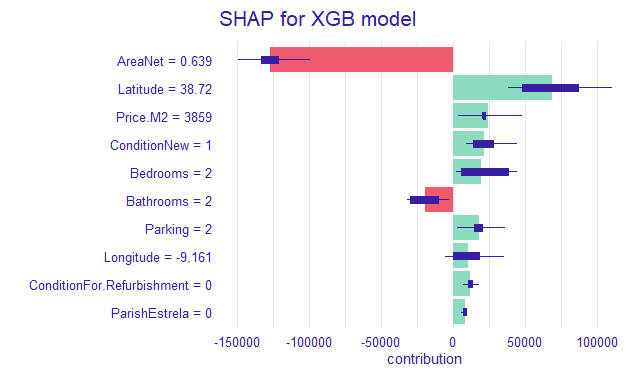 SHAP for XGB model
AreaNet = 0.639
Latitude = 38.72
Price.M2 = 3859
ConditionNew = 1
Bedrooms = 2
Bathrooms = 2
Parking = 2
Longitude = -9.161
ConditionFor.Refurbishment = 0
ParishEstrela = 0
-150000 -100000 -50000 0 50000 100000
contribution